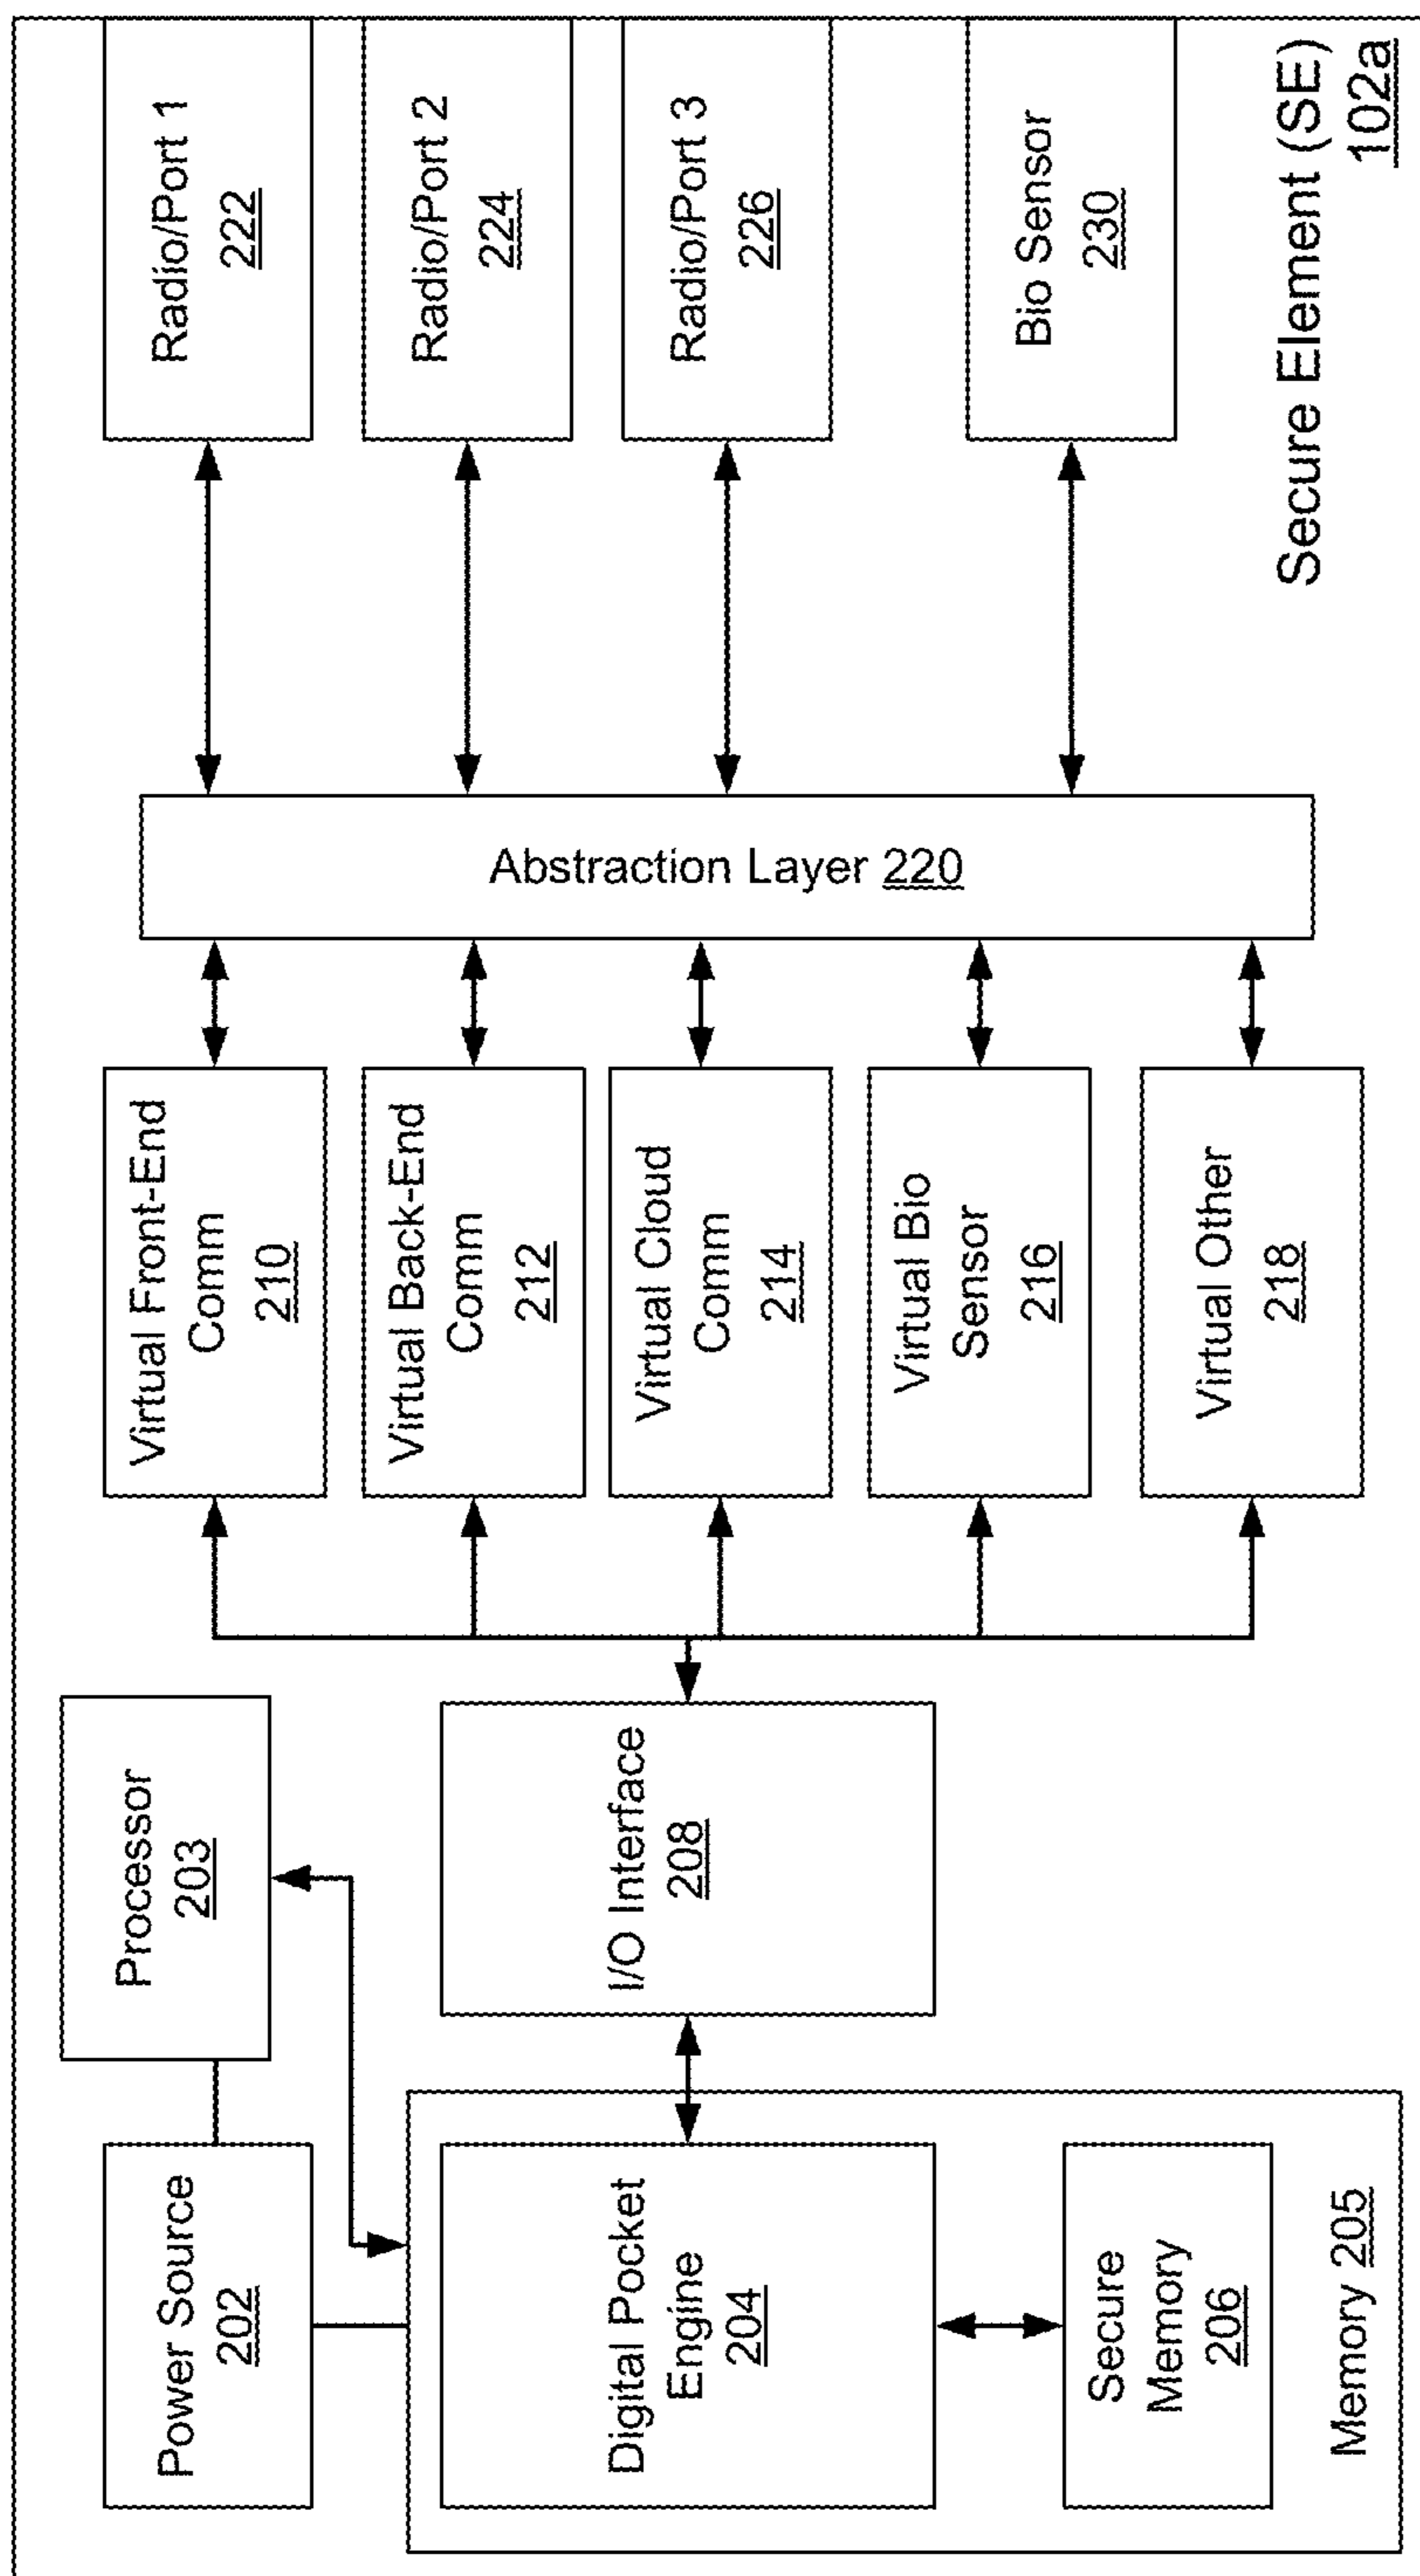 Power Source
202
Processor
203
Digital Pocket
Engine
204
Secure
Memory
206
Memory 205
I/O Interface
208
Virtual Front-End
Comm
210
Virtual Back-End
Comm
212
Virtual Cloud
Comm
214
Virtual Bio
Sensor
216
Virtual Other
218
Abstraction Layer 220
Radio/Port 1
222
Radio/Port 2
224
Radio/Port 3
226
Bio Sensor
230
Secure Element (SE)
102a